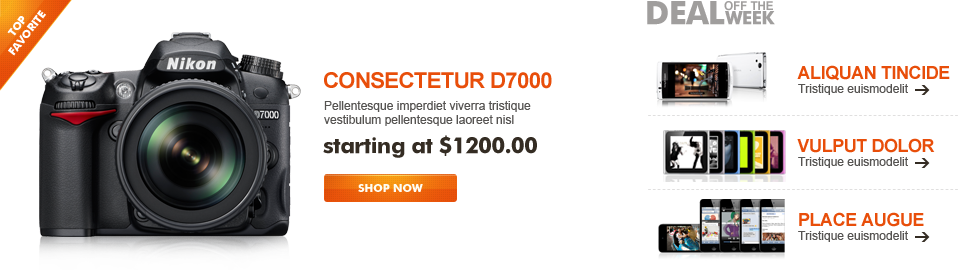 TOP
FAVORITE
Nikon
D7000
CONSECTETUR D7000
Pellentesque imperdiet viverra tristique
vestibulum pellentesque laoreet nisl
starting at $1200.00
SHOP NOW
DEAL OFF THE
WEEK
ALIQUAN TINCIDE
Tristique euismodelit
VULPUT DOLOR
Tristique euismodelit
PLACE AUGUE
Tristique euismodelit